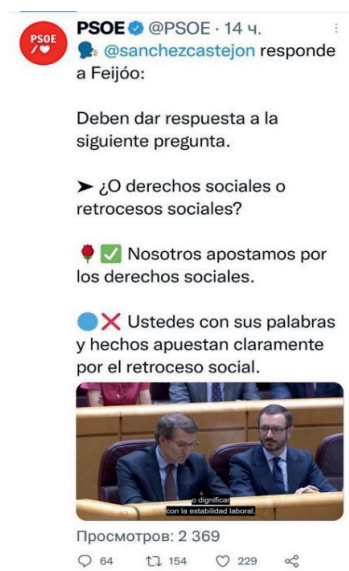 PSOE
PSOE @PSOE · 14 ч.
@sanchezcastejon responde
a Feijóo:
Deben dar respuesta a la
siguiente pregunta.
➤ ¿O derechos sociales o
retrocesos sociales?
🌹✅ Nosotros apostamos por
los derechos sociales.
🔵❌ Ustedes con sus palabras
y hechos apuestan claramente
por el retroceso social.
o dignificar
con la estabilidad laboral,
Просмотров: 2 369
64 154 229